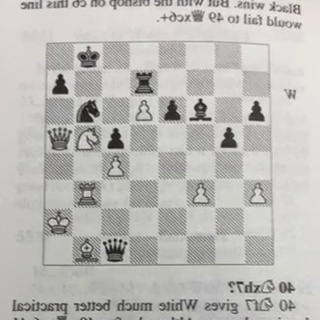 Black wins. But with the bishop on c6 this line
would fail to 49 ♕xc6+.
W
40 ♘xh7?
40 ♘f7 gives White much better practical